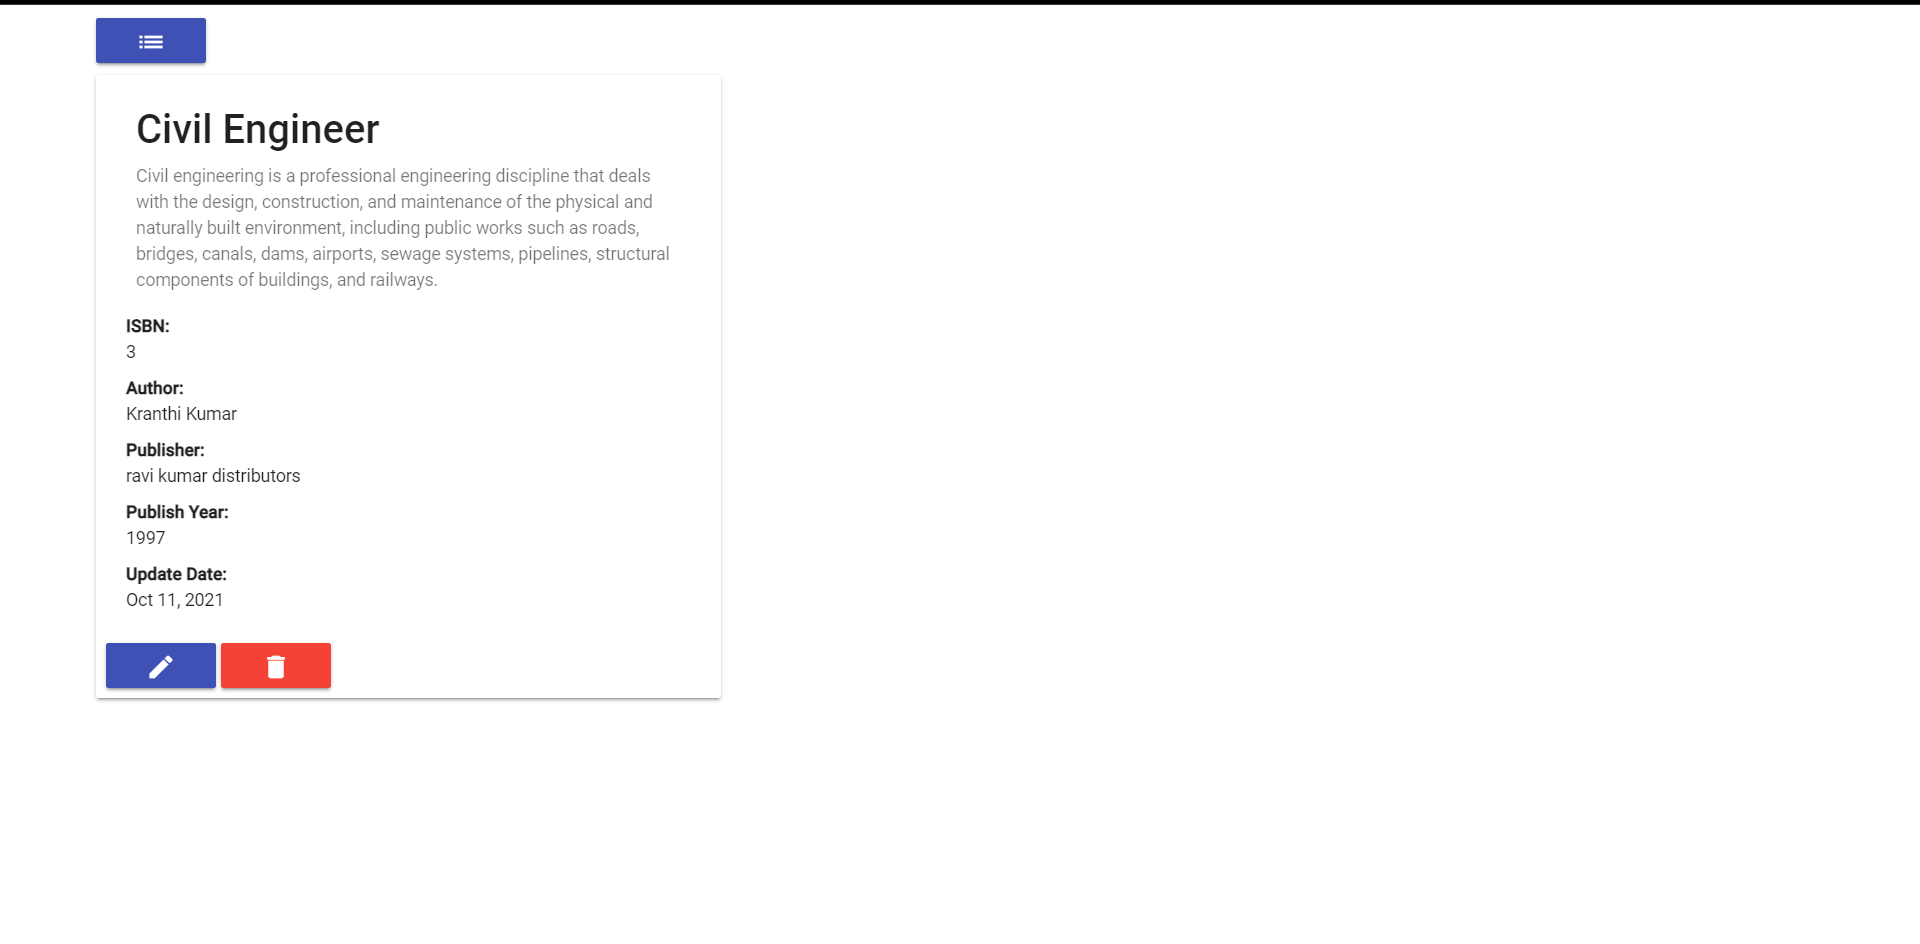 Civil Engineer
Civil engineering is a professional engineering discipline that deals
with the design, construction, and maintenance of the physical and
naturally built environment, including public works such as roads,
bridges, canals, dams, airports, sewage systems, pipelines, structural
components of buildings, and railways.
ISBN:
3
Author:
Kranthi Kumar
Publisher:
ravi kumar distributors
Publish Year:
1997
Update Date:
Oct 11, 2021